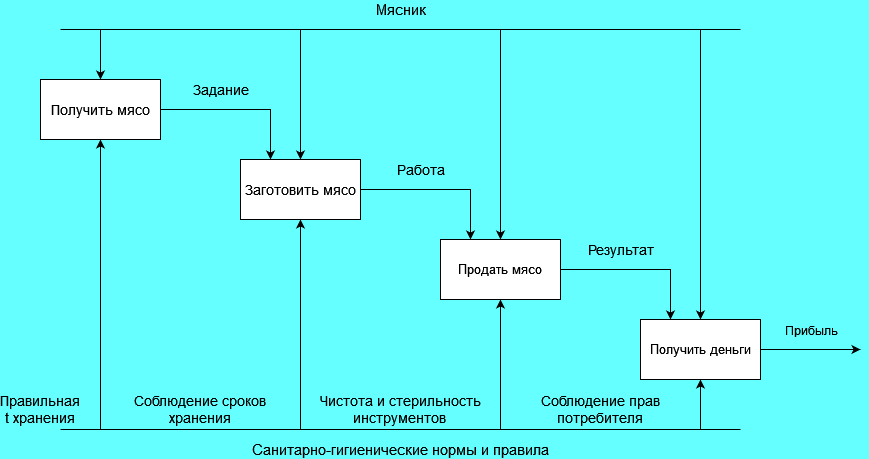 Мясник
Задание
Получить мясо
Работа
Заготовить мясо
Результат
Продать мясо
Прибыль
Получить деньги
Правильная
t хранения
Соблюдение сроков
хранения
Чистота и стерильность
инструментов
Соблюдение прав
потребителя
Санитарно-гигиенические нормы и правила